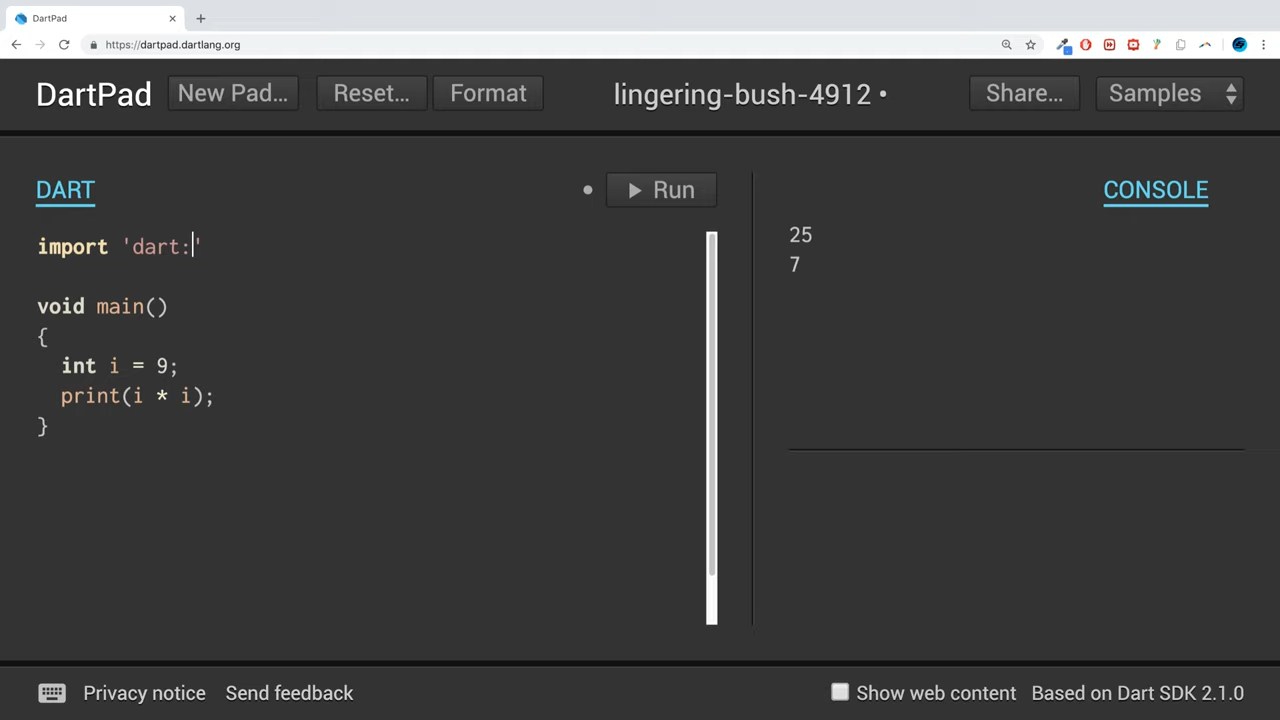 DartPad
https://dartpad.dartlang.org
DartPad
New Pad...
Reset...
Format
lingering-bush-4912 •
Share...
Samples
DART
Run
CONSOLE
import 'dart:'
void main()
{
int i = 9;
print(i * i);
}
25
7
Privacy notice
Send feedback
Show web content
Based on Dart SDK 2.1.0